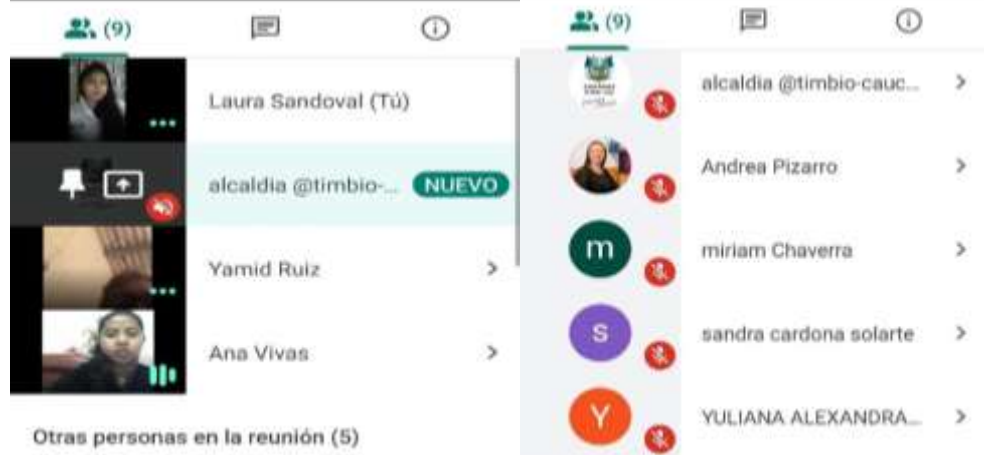 (9)
Laura Sandoval (Tú)
alcaldia @timbio-... NUEVO
Yamid Ruiz
Ana Vivas
Otras personas en la reunión (5)
(9)
alcaldia @timbio-cauc...
Andrea Pizarro
m
miriam Chaverra
s
sandra cardona solarte
Y
YULIANA ALEXANDRA...